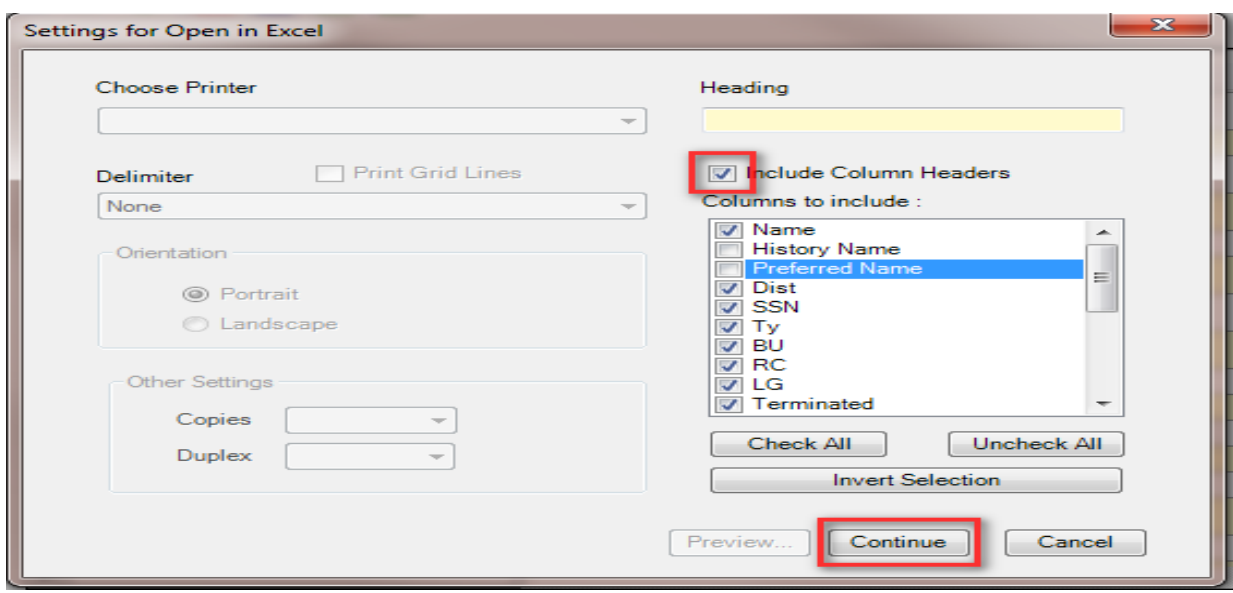 Settings for Open in Excel
Choose Printer
Heading
Delimiter
Print Grid Lines
Include Column Headers
None
Columns to include :
Name
History Name
Preferred Name
Dist
SSN
Ty
BU
RC
LG
Terminated
Orientation
Portrait
Landscape
Other Settings
Copies
Duplex
Check All
Uncheck All
Invert Selection
Preview...
Continue
Cancel